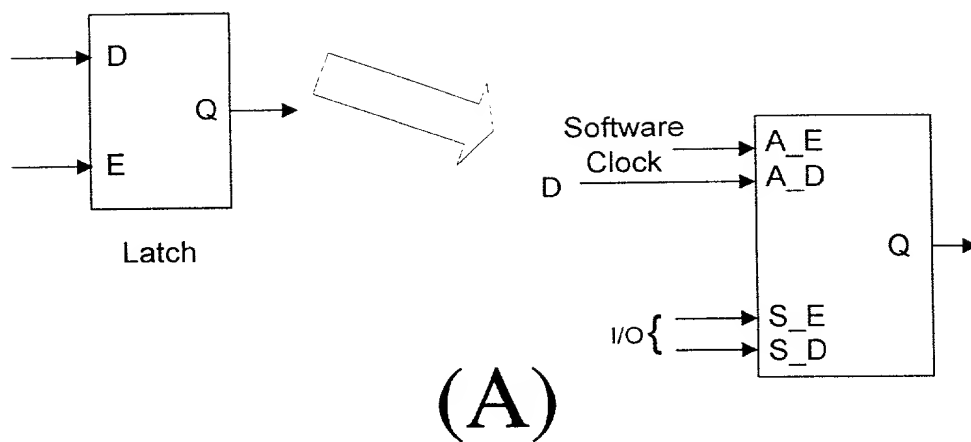 D
Q
E
Latch
Software
Clock
D
A_E
A_D
Q
I/O {
S_E
S_D
(A)